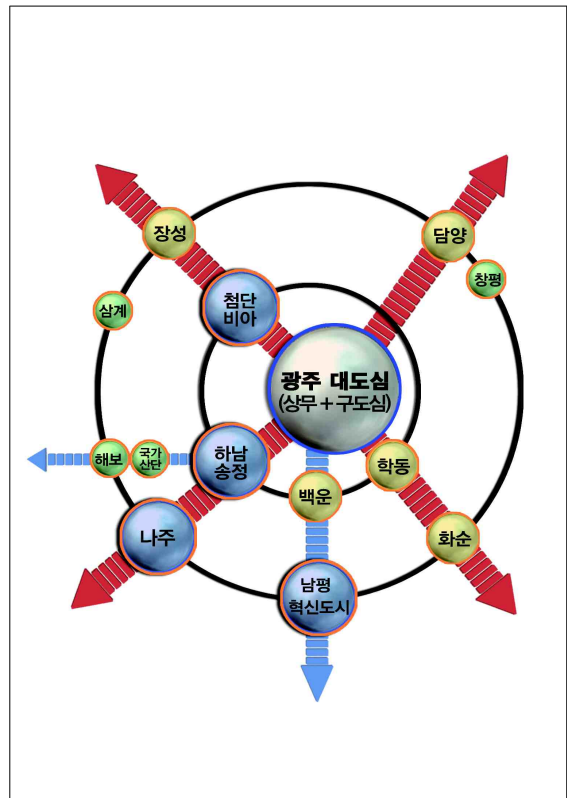 장성
담양
창평
삼계
첨단
비아
광주 대도심
(상무+구도심)
해보
국가
산단
하남
송정
학동
백운
나주
화순
남평
혁신도시